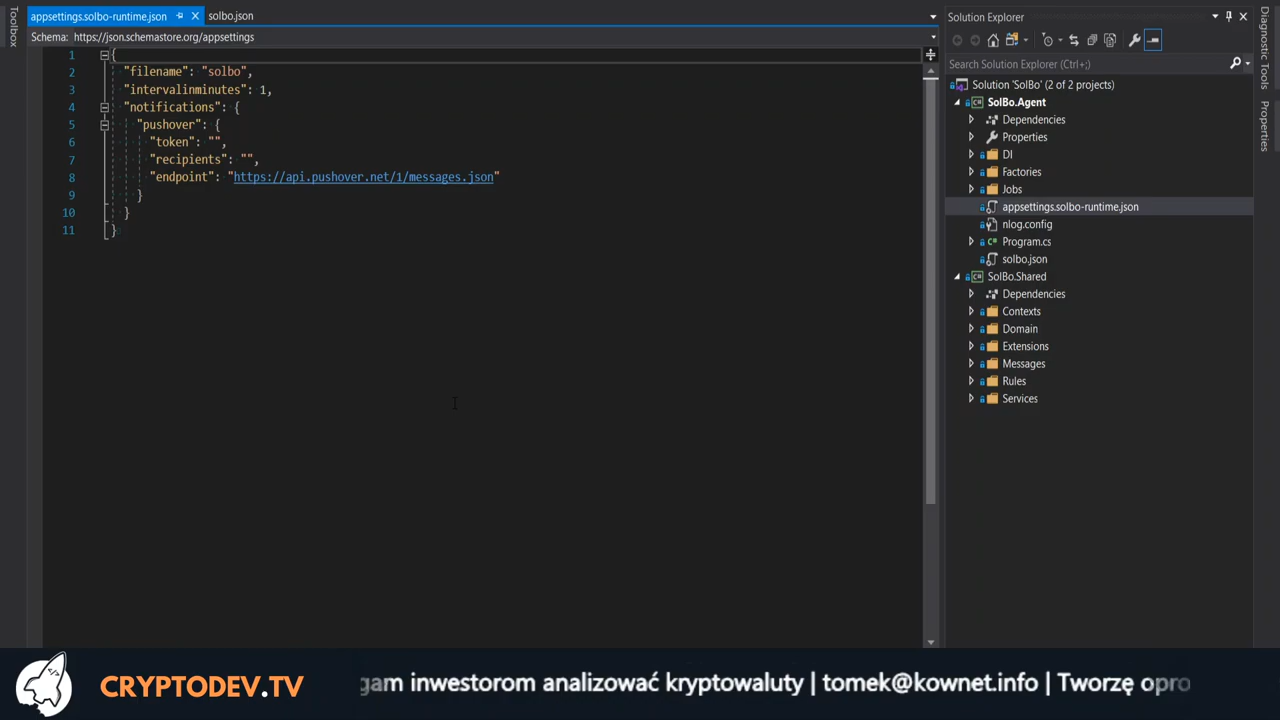 Toolbox
appsettings.solbo-runtime.json
solbo.json
Schema: https://json.schemastore.org/appsettings
1 {
2 "filename": "solbo",
3 "intervalinminutes": 1,
4 "notifications": {
5 "pushover": {
6 "token": "",
7 "recipients": "",
8 "endpoint": "https://api.pushover.net/1/messages.json"
9 }
10 }
11 }
Solution Explorer
Search Solution Explorer (Ctrl+;)
Solution 'SolBo' (2 of 2 projects)
SolBo.Agent
Dependencies
Properties
DI
Factories
Jobs
appsettings.solbo-runtime.json
nlog.config
Program.cs
solbo.json
SolBo.Shared
Dependencies
Contexts
Domain
Extensions
Messages
Rules
Services
Diagnostic Tools
Properties
CRYPTODEV.TV
gam inwestorom analizować kryptowaluty | tomek@kownet.info | Tworzę opro